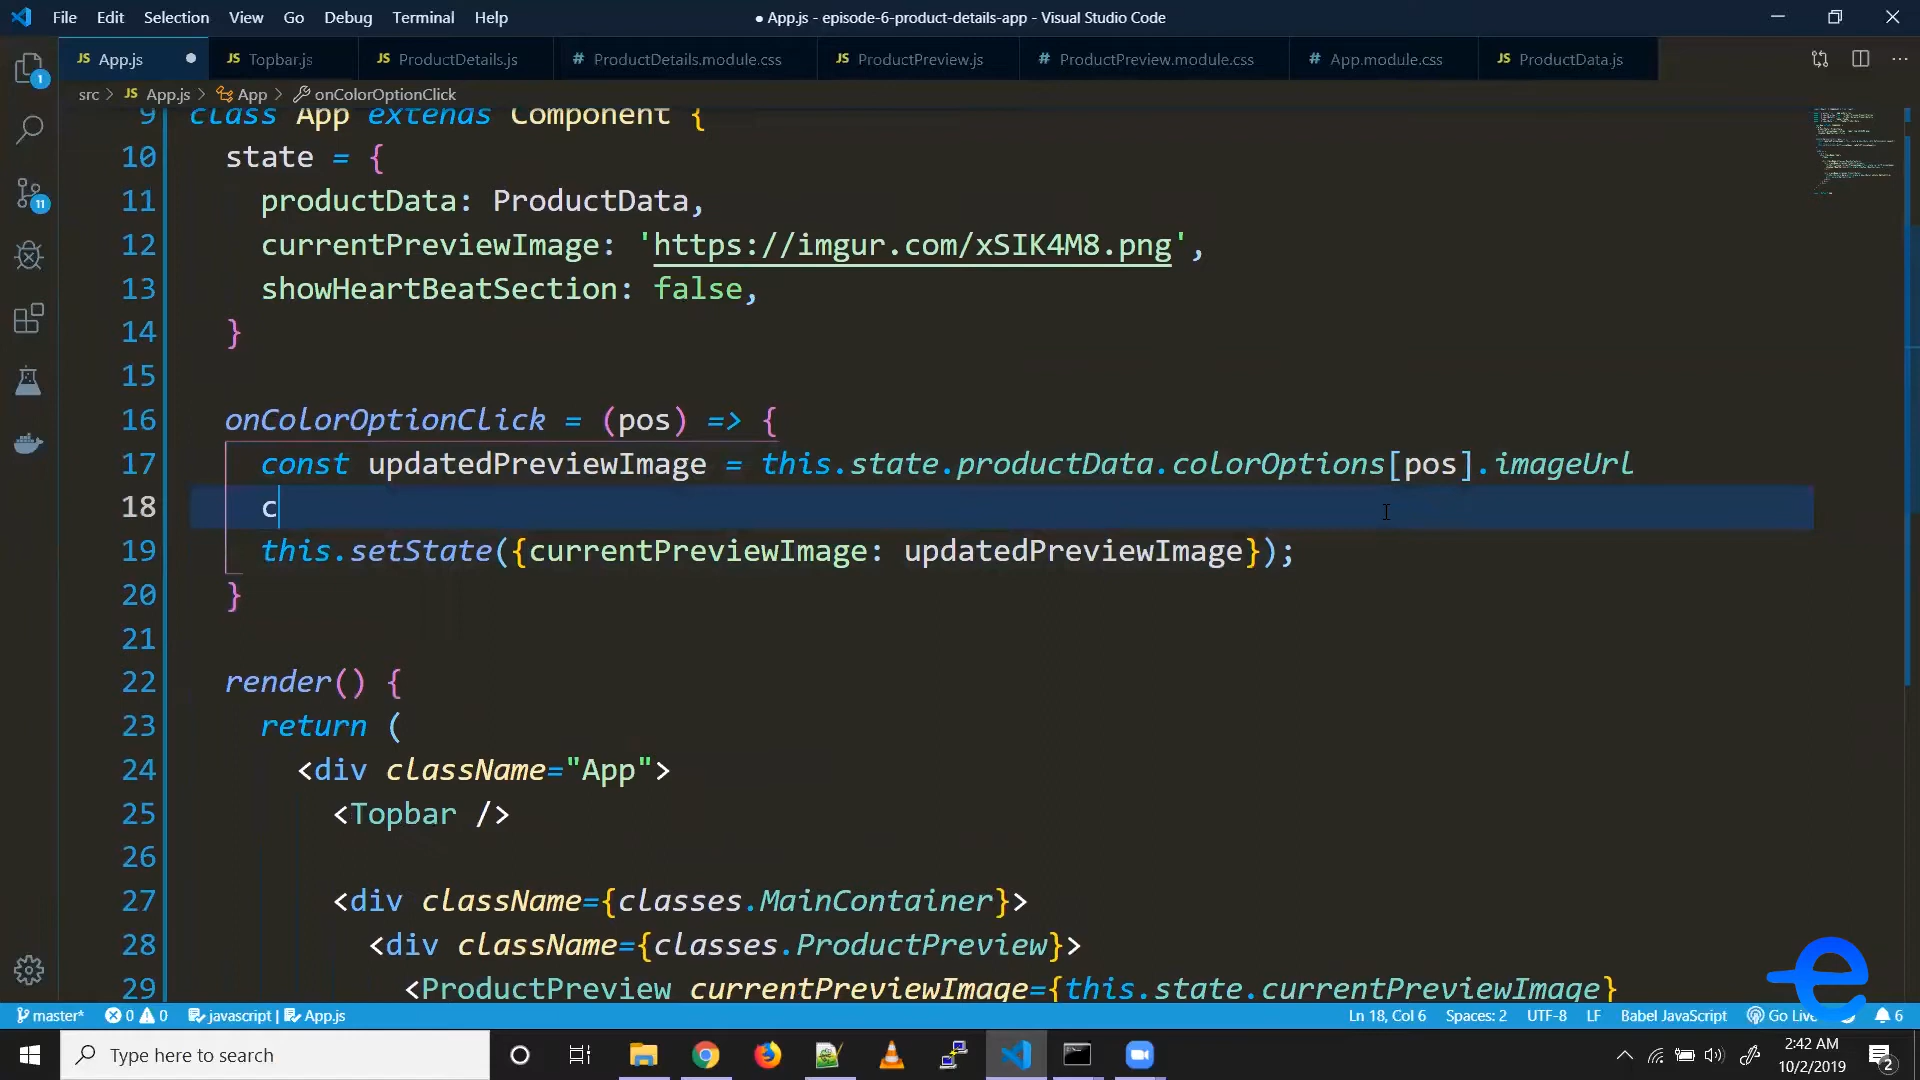 File Edit Selection View Go Debug Terminal Help
● App.js - episode-6-product-details-app - Visual Studio Code
JS App.js
JS Topbar.js
JS ProductDetails.js
# ProductDetails.module.css
JS ProductPreview.js
# ProductPreview.module.css
# App.module.css
JS ProductData.js
src > JS App.js > App > onColorOptionClick
9 class App extends Component {
10 state = {
11 productData: ProductData,
12 currentPreviewImage: 'https://imgur.com/xSIK4M8.png',
13 showHeartBeatSection: false,
14 }
15
16 onColorOptionClick = (pos) => {
17 const updatedPreviewImage = this.state.productData.colorOptions[pos].imageUrl
18 c
19 this.setState({currentPreviewImage: updatedPreviewImage});
20 }
21
22 render() {
23 return (
24 <div className="App">
25 <Topbar />
26
27 <div className={classes.MainContainer}>
28 <div className={classes.ProductPreview}>
29 <ProductPreview currentPreviewImage={this.state.currentPreviewImage}
1
11
master* 0 0 javascript | App.js
Ln 18, Col 6 Spaces: 2 UTF-8 LF Babel JavaScript Go Live 6
Type here to search
2:42 AM
10/2/2019
2